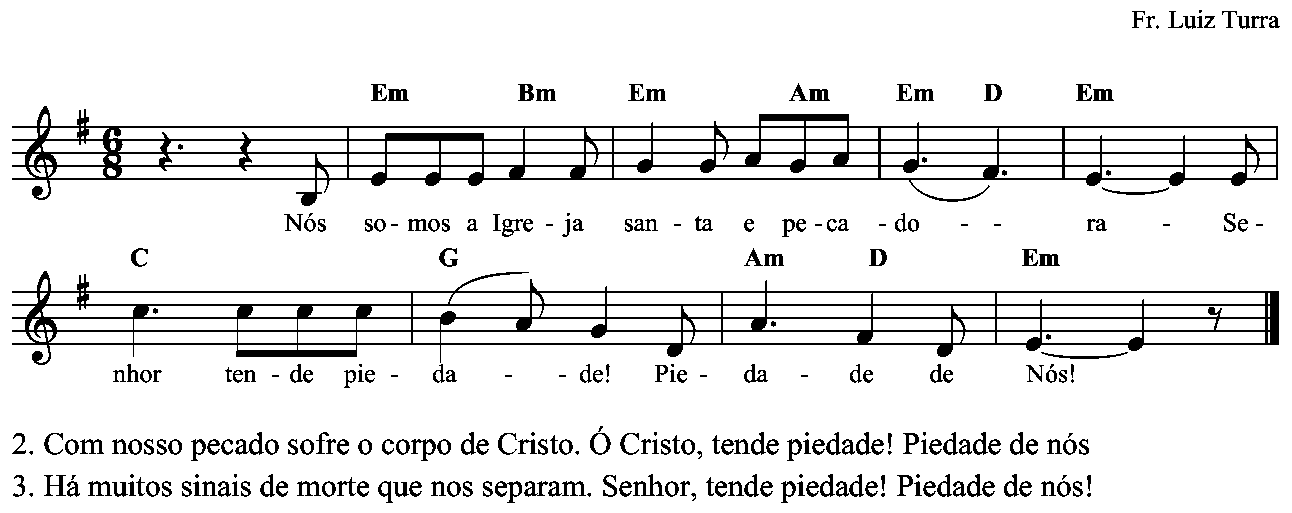 Fr. Luiz Turra
Em Bm Em Am Em D Em
6
8
Nós so-mos a Igre - ja san - ta e pe-ca-do - - ra - Se-
C G Am D Em
nhor ten - de pie - da - - de! Pie - da - de de Nós!
2. Com nosso pecado sofre o corpo de Cristo. Ó Cristo, tende piedade! Piedade de nós
3. Há muitos sinais de morte que nos separam. Senhor, tende piedade! Piedade de nós!